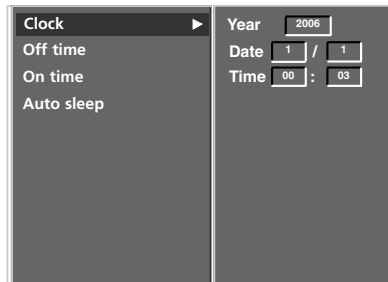 Clock ▶
Off time
On time
Auto sleep
Year 2006
Date 1 / 1
Time 00 : 03